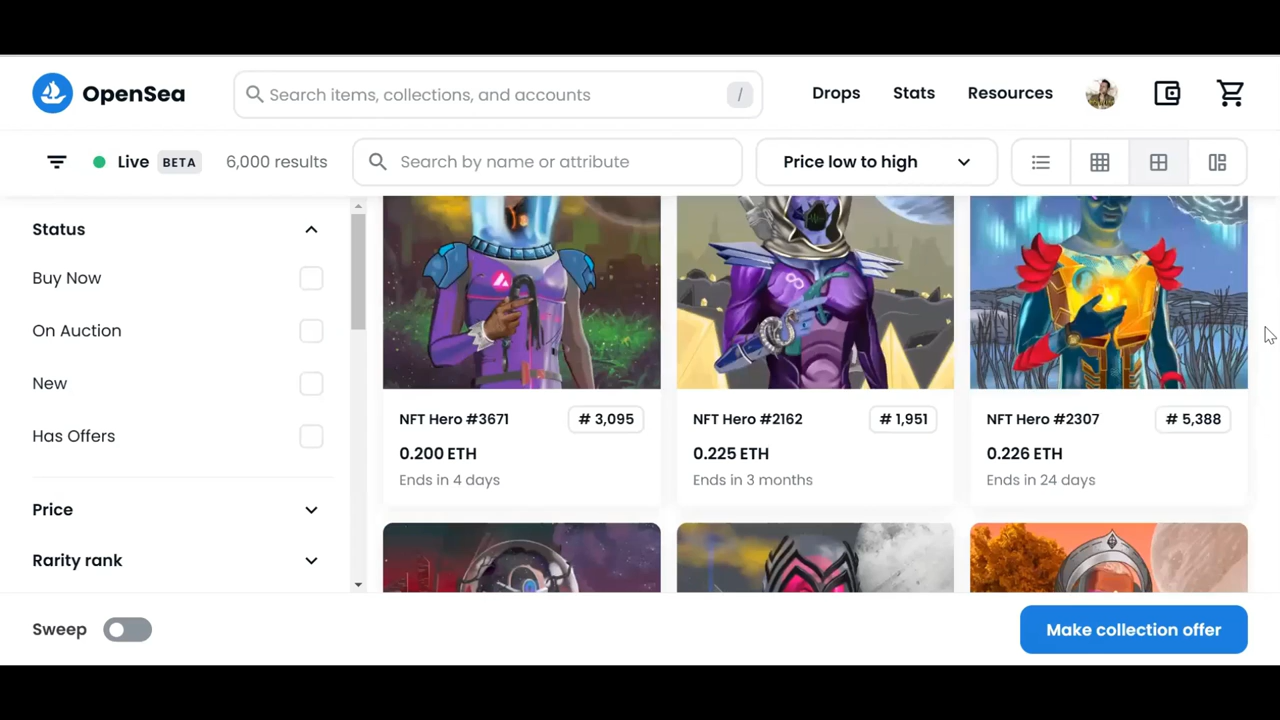 OpenSea
Search items, collections, and accounts
/
Drops
Stats
Resources
Live
BETA
6,000 results
Search by name or attribute
Price low to high
Status
Buy Now
On Auction
New
Has Offers
Price
Rarity rank
NFT Hero #3671
# 3,095
0.200 ETH
Ends in 4 days
NFT Hero #2162
# 1,951
0.225 ETH
Ends in 3 months
NFT Hero #2307
# 5,388
0.226 ETH
Ends in 24 days
Sweep
Make collection offer